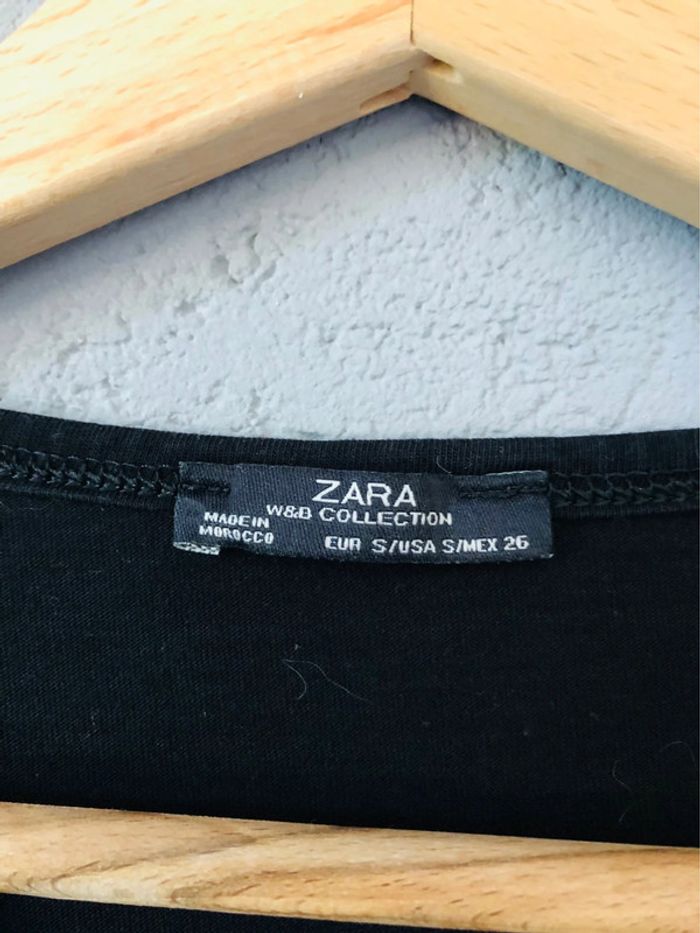 ZARA
W&B COLLECTION
MADE IN
MOROCCO
EUR S/USA S/MEX 26